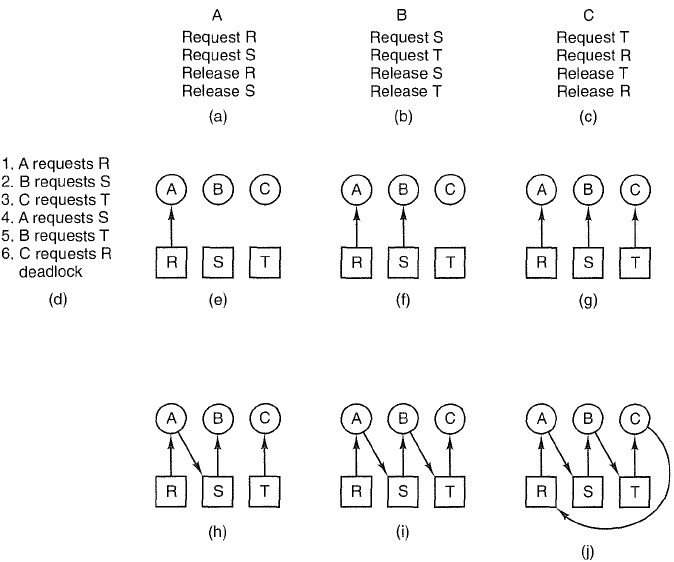 A
Request R
Request S
Release R
Release S
(a)
B
Request S
Request T
Release S
Release T
(b)
C
Request T
Request R
Release T
Release R
(c)
1. A requests R
2. B requests S
3. C requests T
4. A requests S
5. B requests T
6. C requests R
deadlock
(d)
A B C
R S T
(e)
A B C
R S T
(f)
A B C
R S T
(g)
A B C
R S T
(h)
A B C
R S T
(i)
A B C
R S T
(j)